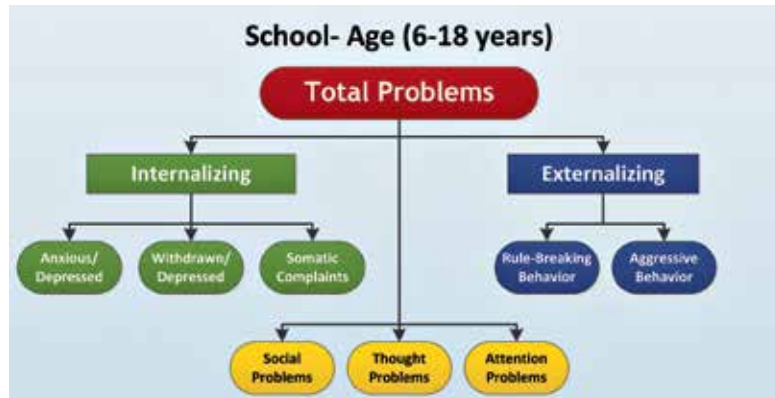 School- Age (6-18 years)
Total Problems
Internalizing
Externalizing
Anxious/
Depressed
Withdrawn/
Depressed
Somatic
Complaints
Rule-Breaking
Behavior
Aggressive
Behavior
Social
Problems
Thought
Problems
Attention
Problems